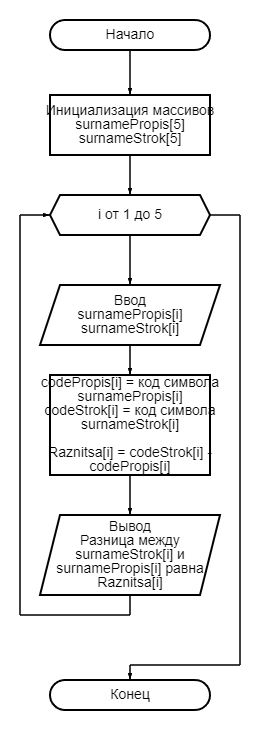 Начало
Инициализация массивов
surnamePropis[5]
surnameStrok[5]
i от 1 до 5
Ввод
surnamePropis[i]
surnameStrok[i]
codePropis[i] = код символа
surnamePropis[i]
codeStrok[i] = код символа
surnameStrok[i]
Raznitsa[i] = codeStrok[i] -
codePropis[i]
Вывод
Разница между
surnameStrok[i] и
surnamePropis[i] равна
Raznitsa[i]
Конец